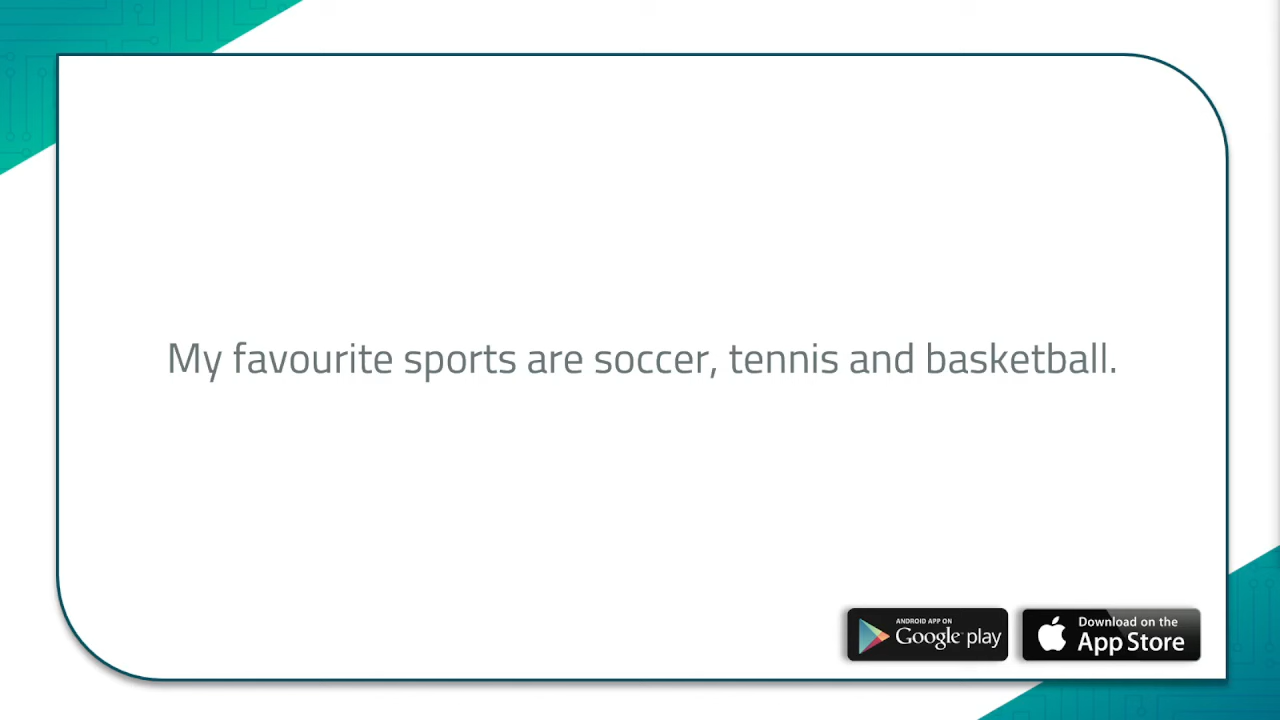 My favourite sports are soccer, tennis and basketball.
ANDROID APP ON
Google play
Download on the
App Store